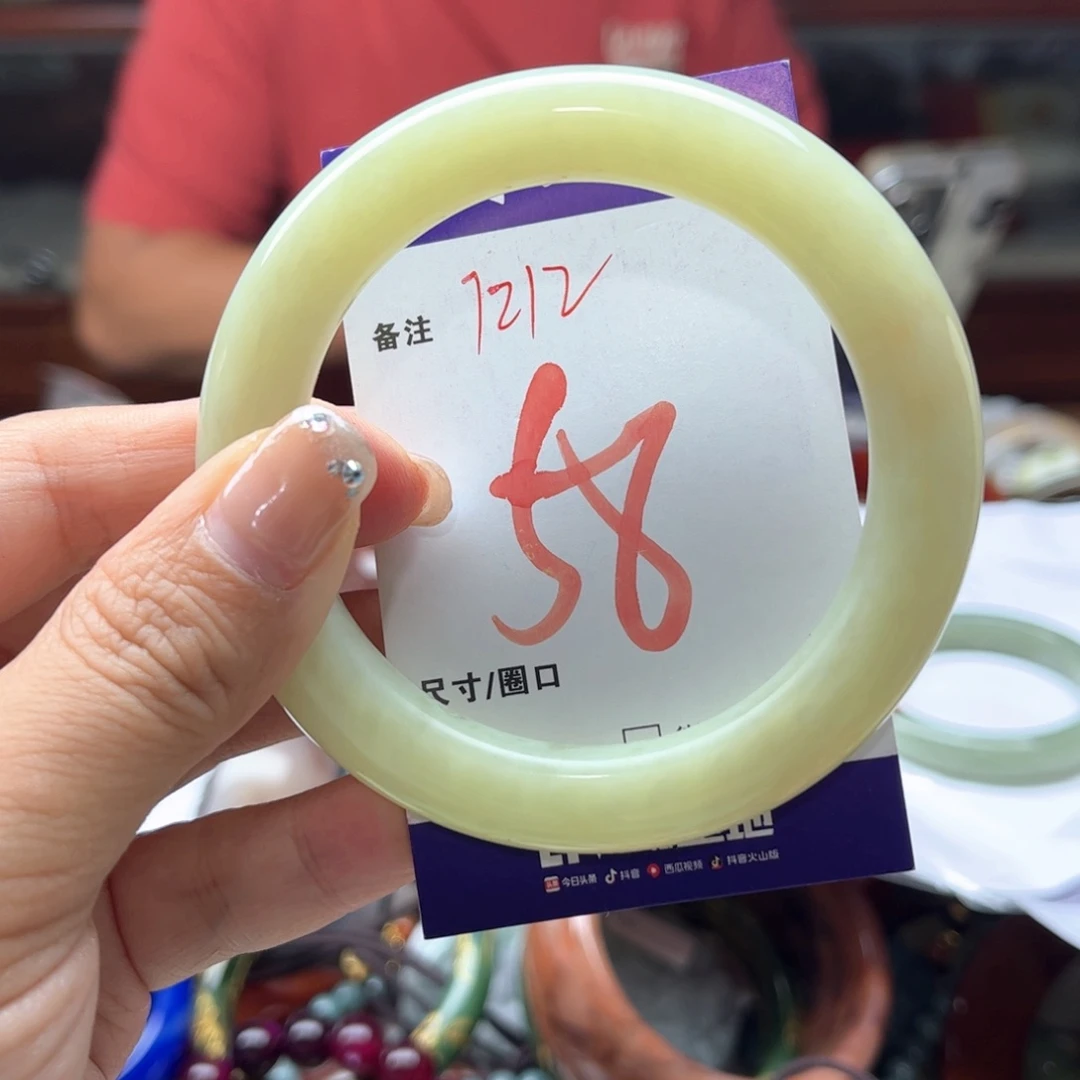 备注 1212
58
尺寸/圈口
今日头条 抖音 西瓜视频 抖音火山版